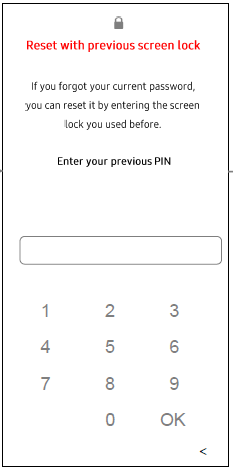 Reset with previous screen lock
If you forgot your current password,
you can reset it by entering the screen
lock you used before.
Enter your previous PIN
1 2 3
4 5 6
7 8 9
0 OK
<